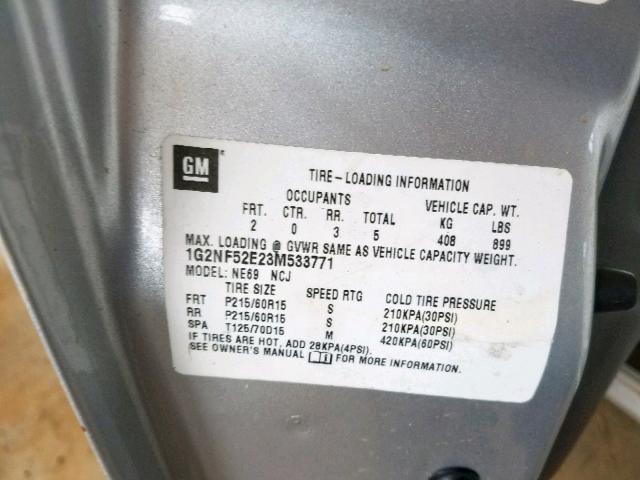 GM
TIRE-LOADING INFORMATION
OCCUPANTS VEHICLE CAP. WT.
FRT. CTR. RR. TOTAL KG LBS
2 0 3 5 408 899
MAX. LOADING @ GVWR SAME AS VEHICLE CAPACITY WEIGHT.
1G2NF52E23M533771
MODEL: NE69 NCJ
TIRE SIZE SPEED RTG COLD TIRE PRESSURE
FRT P215/60R15 S 210KPA(30PSI)
RR P215/60R15 S 210KPA(30PSI)
SPA T125/70D15 M 420KPA(60PSI)
IF TIRES ARE HOT, ADD 28KPA(4PSI).
SEE OWNER'S MANUAL FOR MORE INFORMATION.